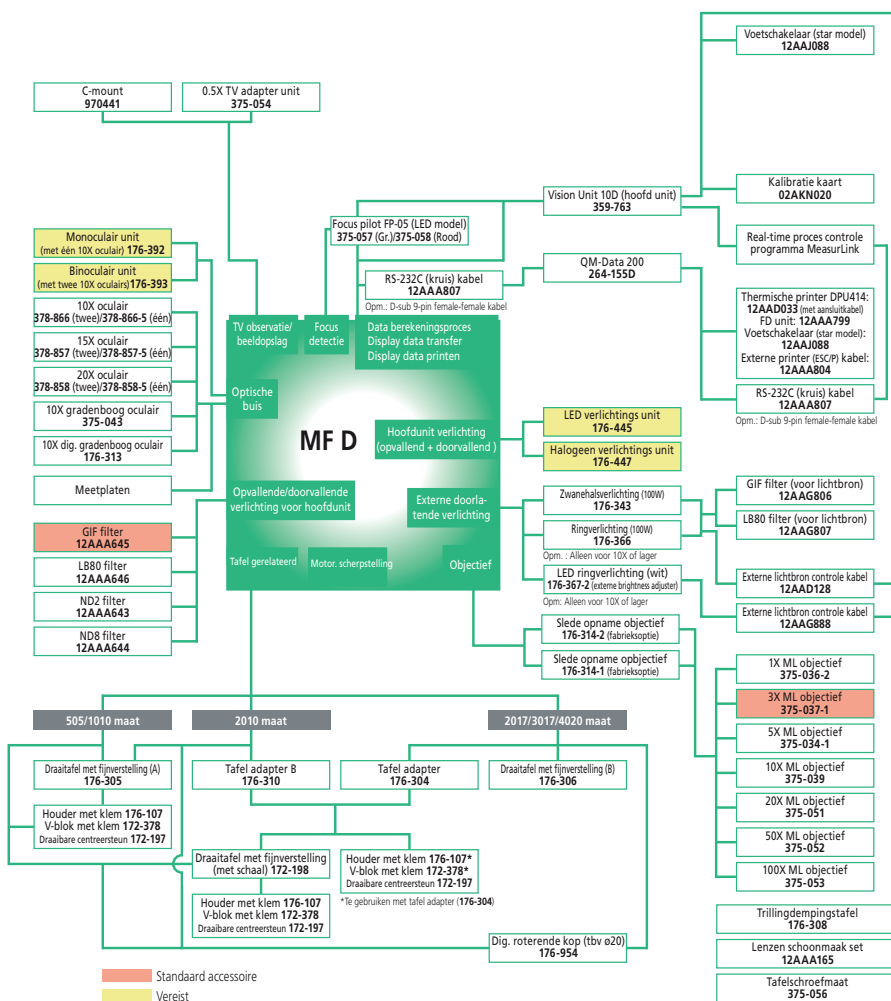 Voetschakelaar (star model)
12AAJ088
C-mount
970441
0.5X TV adapter unit
375-054
Kalibratie kaart
02AKN020
Vision Unit 10D (hoofd unit)
359-763
Focus pilot FP-05 (LED model)
375-057 (Gr.)/375-058 (Rood)
Real-time proces controle
programma MeasurLink
Monoculair unit
(met één 10X oculair) 176-392
Binoculair unit
(met twee 10X oculairs) 176-393
RS-232C (kruis) kabel
12AAA807
Opm.: D-sub 9-pin female-female kabel
QM-Data 200
264-155D
Thermische printer DPU414:
12AAD033 (met aansluitkabel)
FD unit: 12AAA799
Voetschakelaar (star model):
12AAJ088
Externe printer (ESC/P) kabel:
12AAA804
RS-232C (kruis) kabel
12AAA807
Opm.: D-sub 9-pin female-female kabel
10X oculair
378-866 (twee)/378-866-5 (één)
15X oculair
378-857 (twee)/378-857-5 (één)
20X oculair
378-858 (twee)/378-858-5 (één)
10X gradenboog oculair
375-043
10X dig. gradenboog oculair
176-313
Meetplaten
TV observatie/
beeldopslag
Focus
detectie
Data berekeningsproces
Display data transfer
Display data printen
Optische
buis
MF D
Hoofdunit verlichting
(opvallend + doorvallend )
Opvallende/doorvallende
verlichting voor hoofdunit
Externe doorla-
tende verlichting
Tafel gerelateerd
Motor. scherpstelling
Objectief
LED verlichtings unit
176-445
Halogeen verlichtings unit
176-447
GIF filter
12AAA645
LB80 filter
12AAA646
ND2 filter
12AAA643
ND8 filter
12AAA644
Zwanehalsverlichting (100W)
176-343
Ringverlichting (100W)
176-366
Opm. : Alleen voor 10X of lager
LED ringverlichting (wit)
176-367-2 (externe brightness adjuster)
Opm: Alleen voor 10X of lager
GIF filter (voor lichtbron)
12AAG806
LB80 filter (voor lichtbron)
12AAG807
Externe lichtbron controle kabel
12AAD128
Externe lichtbron controle kabel
12AAG888
Slede opname objectief
176-314-2 (fabrieksoptie)
Slede opname opbjectief
176-314-1 (fabrieksoptie)
1X ML objectief
375-036-2
3X ML objectief
375-037-1
5X ML objectief
375-034-1
10X ML objectief
375-039
20X ML objectief
375-051
50X ML objectief
375-052
100X ML objectief
375-053
505/1010 maat
2010 maat
2017/3017/4020 maat
Draaitafel met fijnverstelling (A)
176-305
Tafel adapter B
176-310
Tafel adapter
176-304
Draaitafel met fijnverstelling (B)
176-306
Houder met klem 176-107
V-blok met klem 172-378
Draaibare centreersteun 172-197
Draaitafel met fijnverstelling
(met schaal) 172-198
Houder met klem 176-107*
V-blok met klem 172-378*
Draaibare centreersteun 172-197
*Te gebruiken met tafel adapter (176-304)
Houder met klem 176-107
V-blok met klem 172-378
Draaibare centreersteun 172-197
Dig. roterende kop (tbv ø20)
176-954
Trillingdempingstafel
176-308
Lenzen schoonmaak set
12AAA165
Tafelschroefmaat
375-056
Standaard accessoire
Vereist